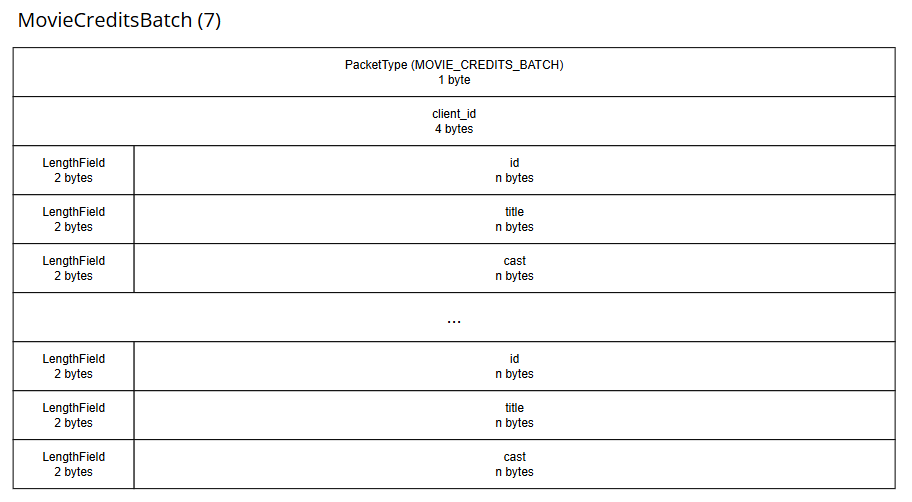 MovieCreditsBatch (7)
PacketType (MOVIE_CREDITS_BATCH)
1 byte
client_id
4 bytes
LengthField
2 bytes
id
n bytes
LengthField
2 bytes
title
n bytes
LengthField
2 bytes
cast
n bytes
...
LengthField
2 bytes
id
n bytes
LengthField
2 bytes
title
n bytes
LengthField
2 bytes
cast
n bytes